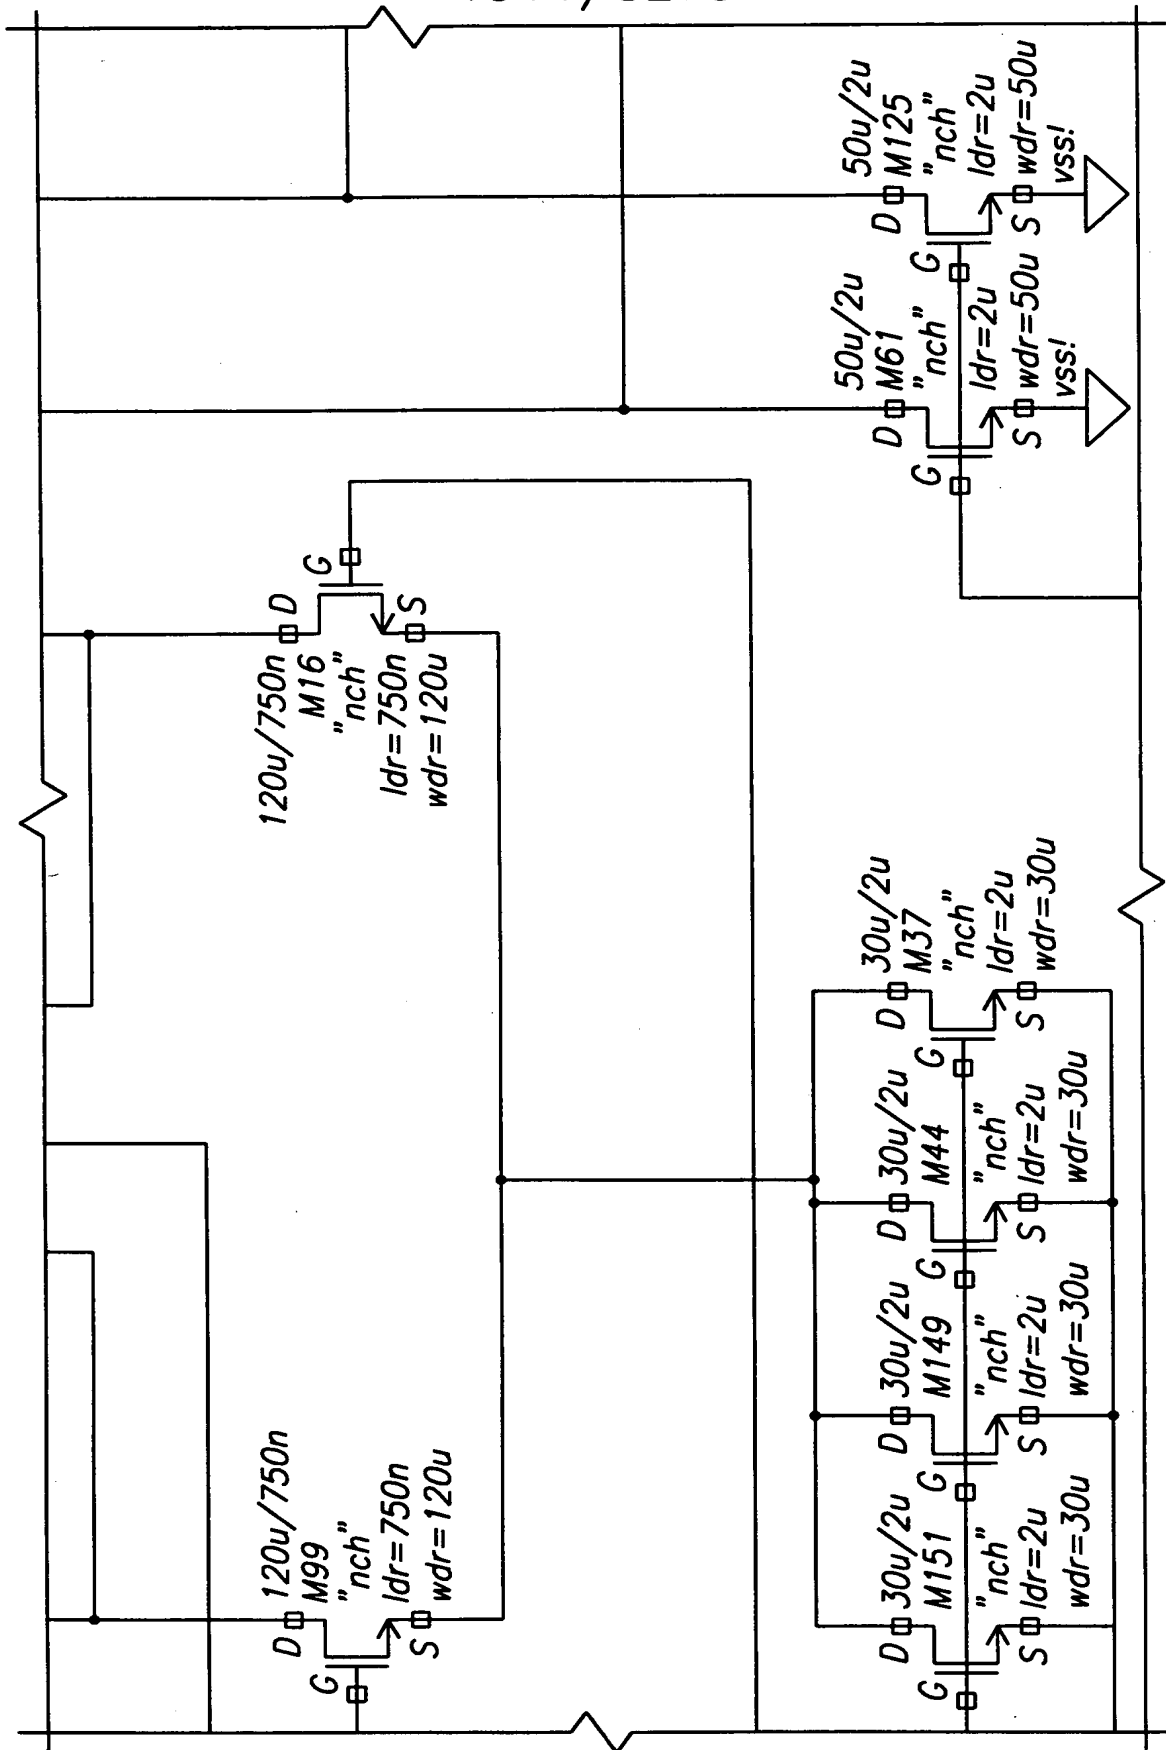 50u/2u
M125
"nch"
ldr=2u
wdr=50u
vss!
D
G
S
50u/2u
M61
"nch"
ldr=2u
wdr=50u
vss!
D
G
S
120u/750n
M16
"nch"
ldr=750n
wdr=120u
D
G
S
30u/2u
M37
"nch"
ldr=2u
wdr=30u
D
G
S
30u/2u
M44
"nch"
ldr=2u
wdr=30u
D
G
S
30u/2u
M149
"nch"
ldr=2u
wdr=30u
D
G
S
30u/2u
M151
"nch"
ldr=2u
wdr=30u
D
G
S
120u/750n
M99
"nch"
ldr=750n
wdr=120u
D
G
S